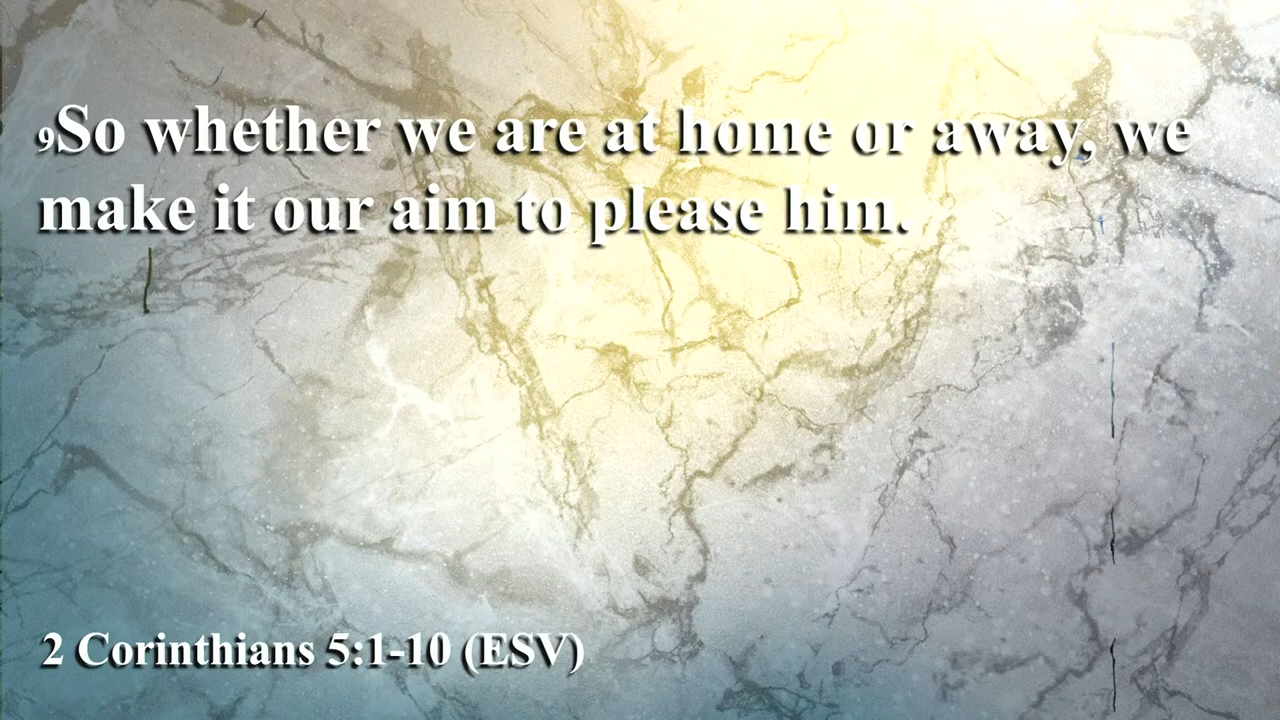 9So whether we are at home or away, we
make it our aim to please him.
2 Corinthians 5:1-10 (ESV)